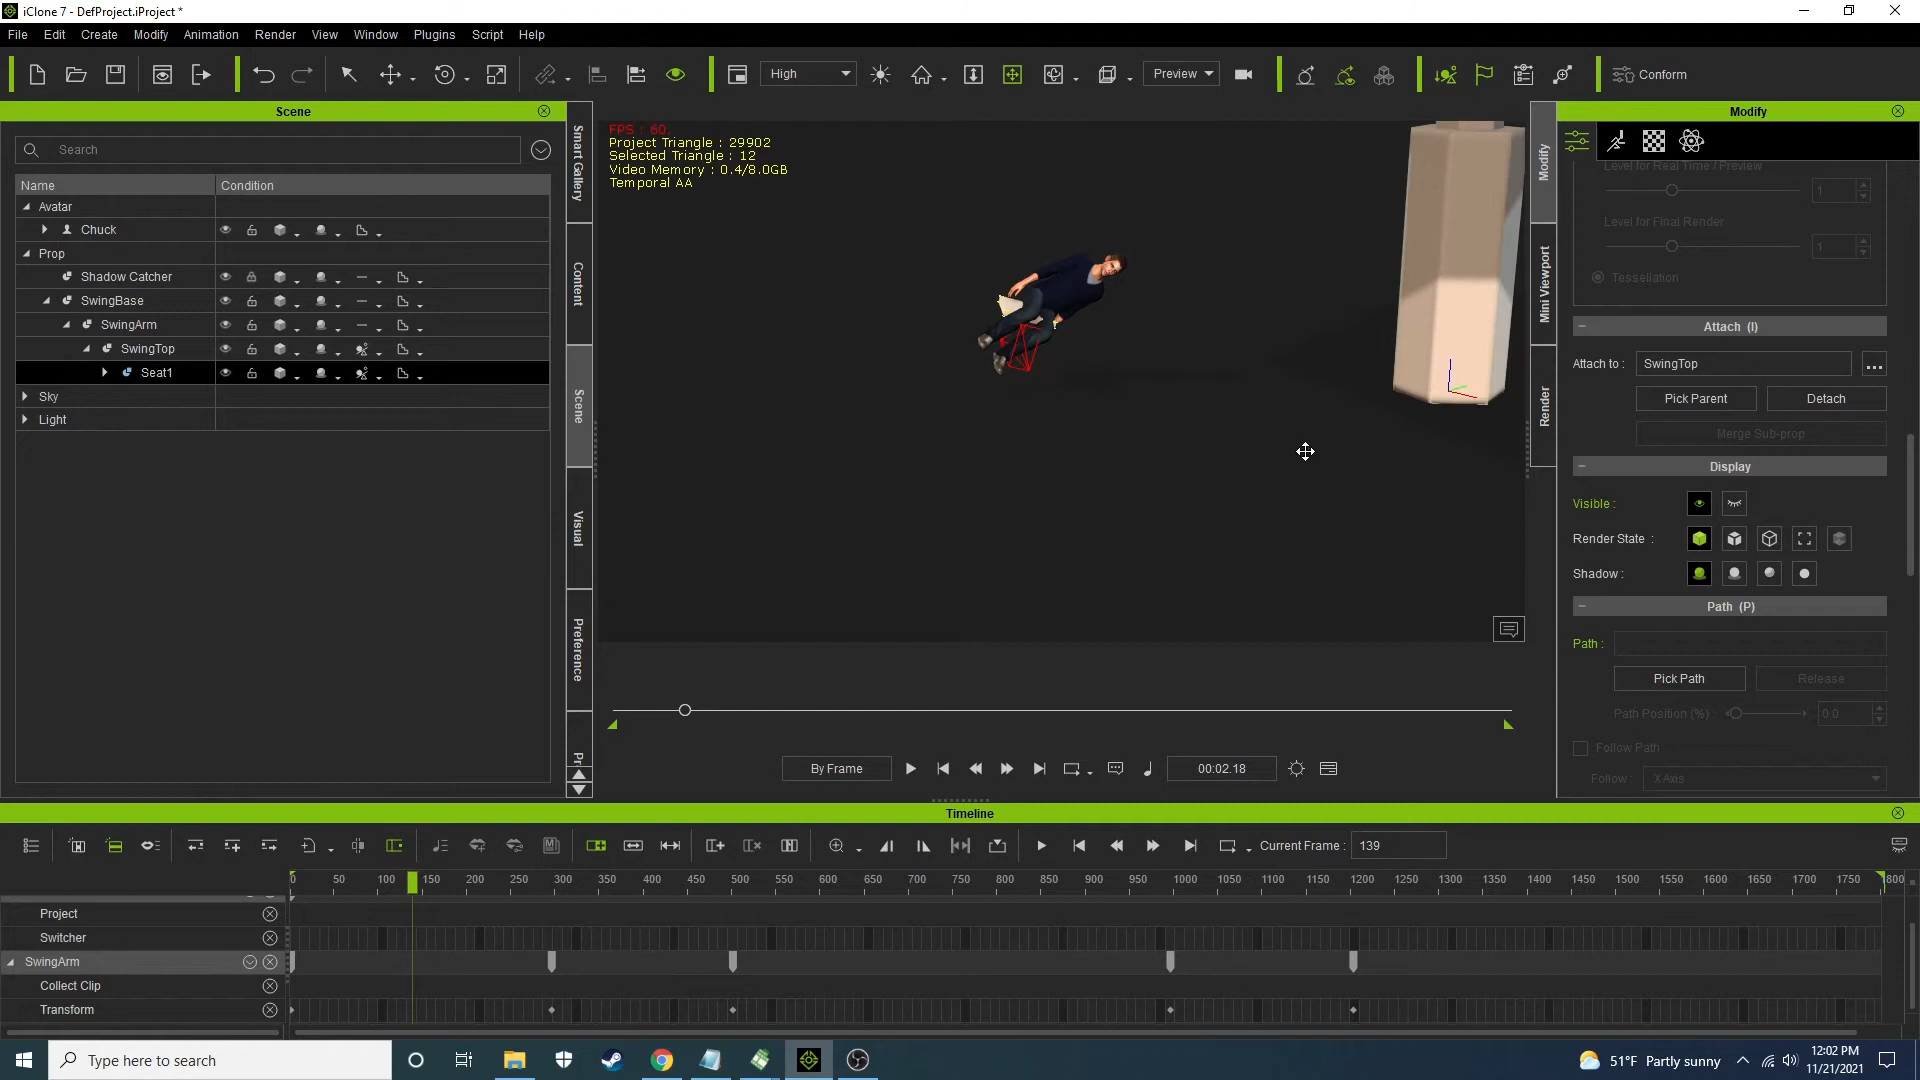 iClone 7 - DefProject.iProject *
File Edit Create Modify Animation Render View Window Plugins Script Help
High Preview Conform
Scene
Search
Name Condition
Avatar
Chuck
Prop
Shadow Catcher
SwingBase
SwingArm
SwingTop
Seat1
Sky
Light
Smart Gallery
Content
Scene
Visual
Preference
FPS : 60.
Project Triangle : 29902
Selected Triangle : 12
Video Memory : 0.4/8.0GB
Temporal AA
By Frame 00:02.18
Modify
Mini Viewport
Render
Modify
Level for Real Time / Preview
1
Level for Final Render
1
Tessellation
Attach (I)
Attach to : SwingTop ...
Pick Parent Detach
Merge Sub-prop
Display
Visible :
Render State :
Shadow :
Path (P)
Path :
Pick Path Release
Path Position (%) : 0.0
Follow Path
Follow : X Axis
Timeline
Current Frame : 139
0 50 100 150 200 250 300 350 400 450 500 550 600 650 700 750 800 850 900 950 1000 1050 1100 1150 1200 1250 1300 1350 1400 1450 1500 1550 1600 1650 1700 1750 800
Project
Switcher
SwingArm
Collect Clip
Transform
Type here to search
51°F Partly sunny
12:02 PM
11/21/2021